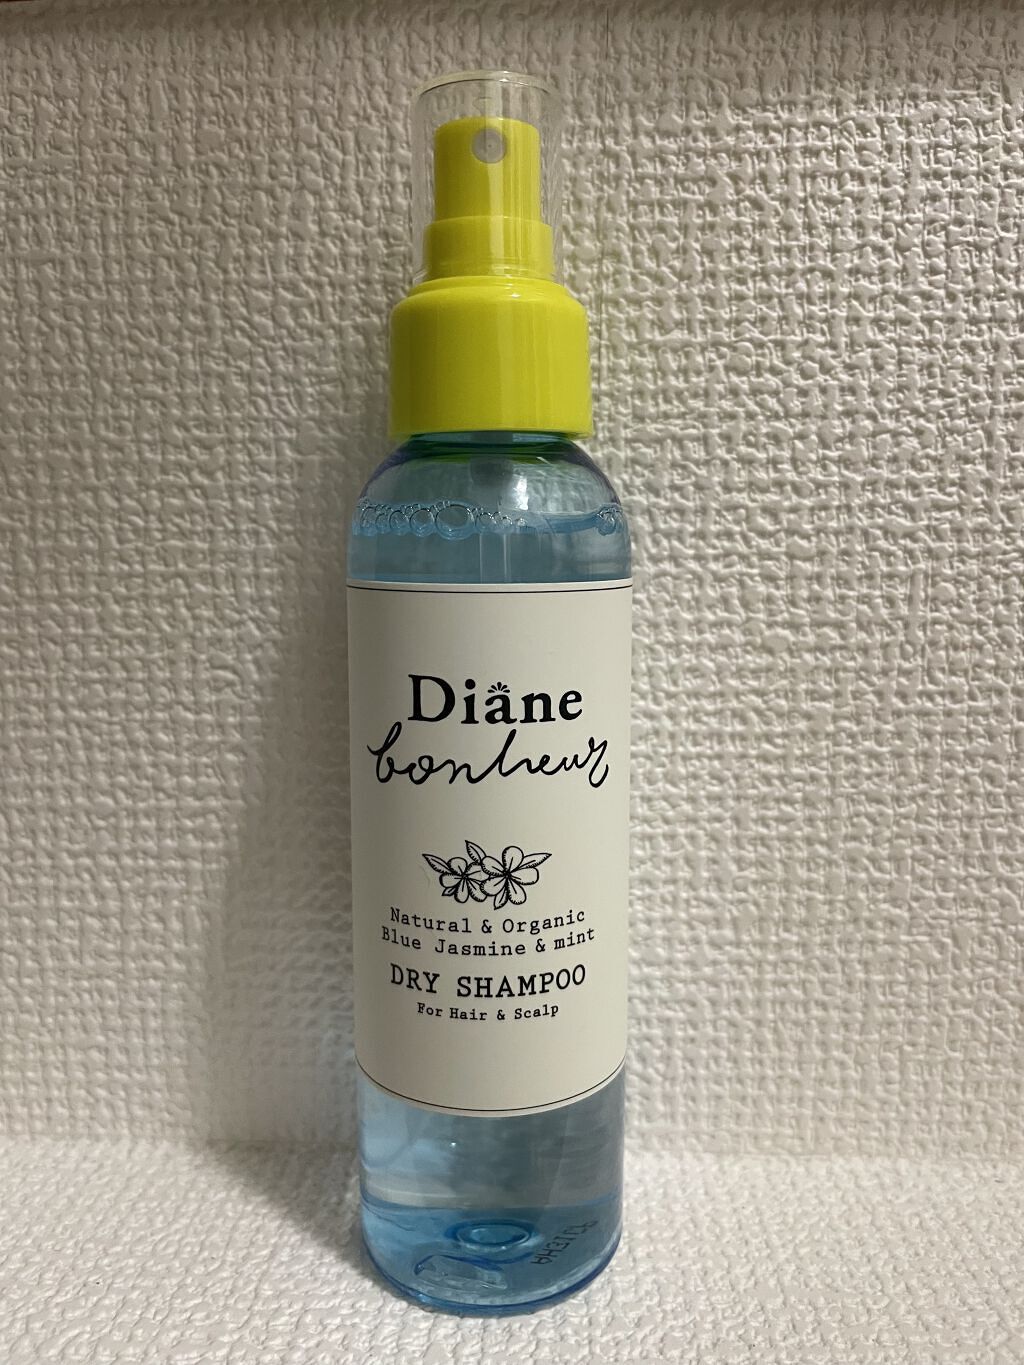 Diane
bonheur
Natural & Organic
Blue Jasmine & mint
DRY SHAMPOO
For Hair & Scalp